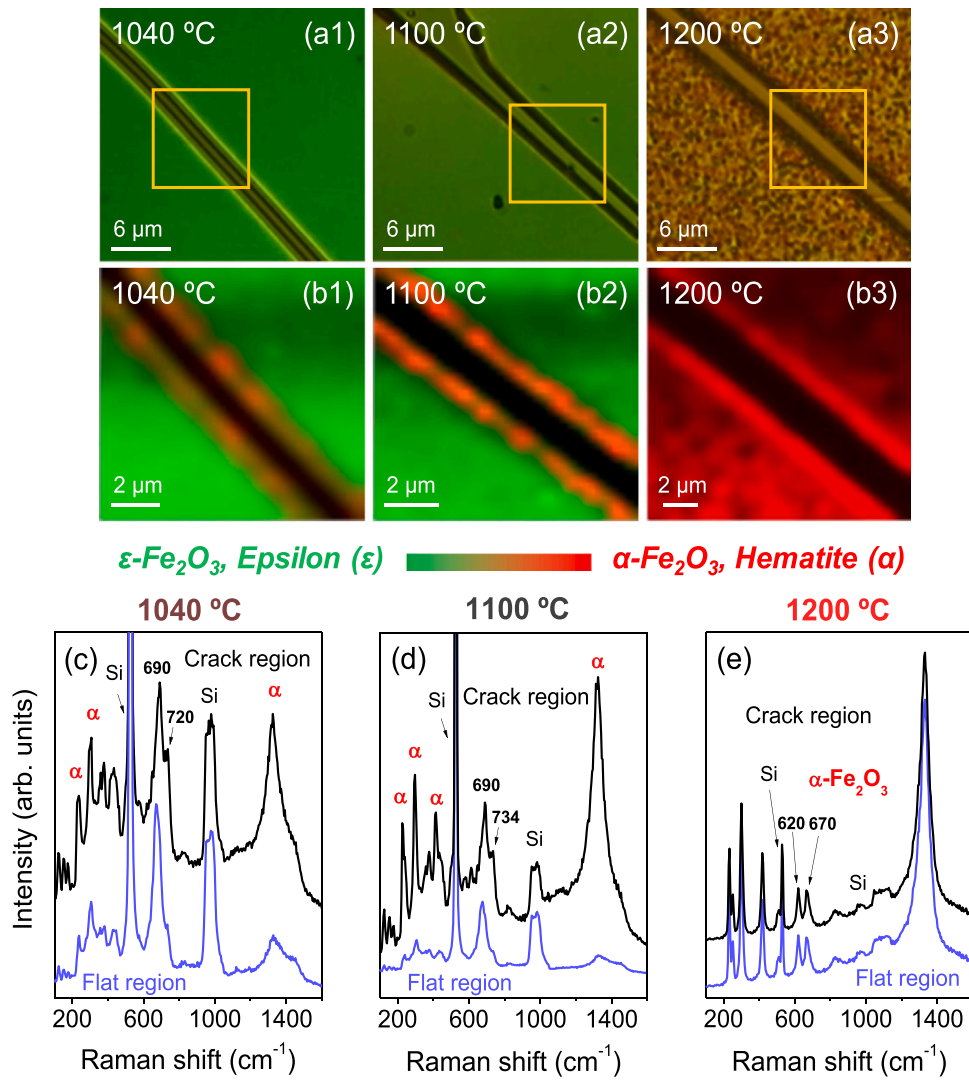 1040 ºC (a1)
1100 ºC (a2)
1200 ºC (a3)
6 µm
6 µm
6 µm
1040 ºC (b1)
1100 ºC (b2)
1200 ºC (b3)
2 µm
2 µm
2 µm
ε-Fe₂O₃, Epsilon (ε)
α-Fe₂O₃, Hematite (α)
1040 ºC
1100 ºC
1200 ºC
Intensity (arb. units)
(c)
Crack region
Si
690
720
Si
α
α
α
Flat region
200 600 1000 1400
Raman shift (cm⁻¹)
(d)
Crack region
Si
α
α
α
α
690
734
Si
Flat region
200 600 1000 1400
Raman shift (cm⁻¹)
(e)
Crack region
Si
α-Fe₂O₃
620
670
Si
Flat region
200 600 1000 1400
Raman shift (cm⁻¹)